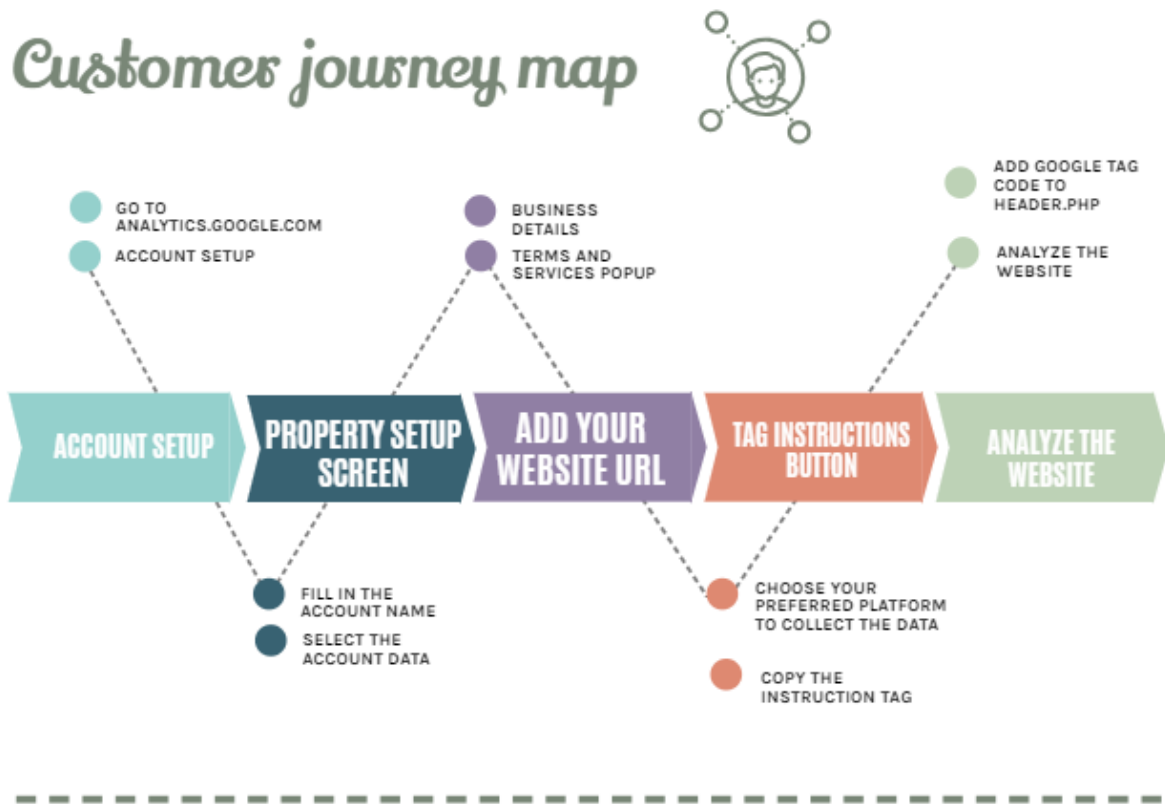 Customer journey map
GO TO
ANALYTICS.GOOGLE.COM
ACCOUNT SETUP
BUSINESS
DETAILS
TERMS AND
SERVICES POPUP
ADD GOOGLE TAG
CODE TO
HEADER.PHP
ANALYZE THE
WEBSITE
ACCOUNT SETUP
PROPERTY SETUP
SCREEN
ADD YOUR
WEBSITE URL
TAG INSTRUCTIONS
BUTTON
ANALYZE THE
WEBSITE
FILL IN THE
ACCOUNT NAME
SELECT THE
ACCOUNT DATA
CHOOSE YOUR
PREFERRED PLATFORM
TO COLLECT THE DATA
COPY THE
INSTRUCTION TAG